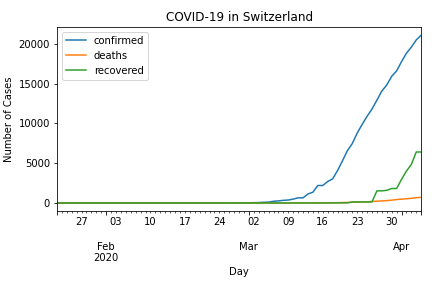 COVID-19 in Switzerland
confirmed
deaths
recovered
Number of Cases
20000
15000
10000
5000
0
27 03 10 17 24 02 09 16 23 30
Feb Mar Apr
2020
Day